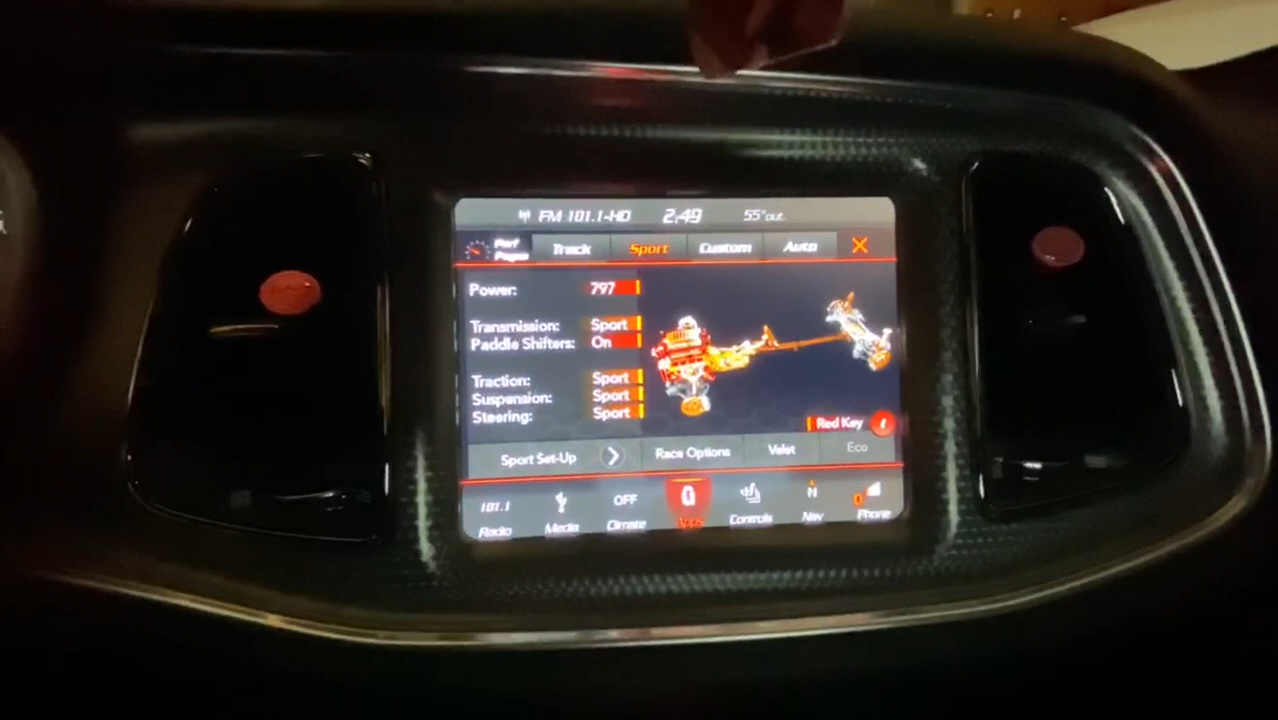 FM 101.1-HD 2:49 55° out.
Perf Pages Track Sport Custom Auto X
Power: 797
Transmission: Sport
Paddle Shifters: On
Traction: Sport
Suspension: Sport
Steering: Sport
Red Key i
Sport Set-Up > Race Options Valet Eco
101.1 OFF N 0
Radio Media Climate Apps Controls Nav Phone